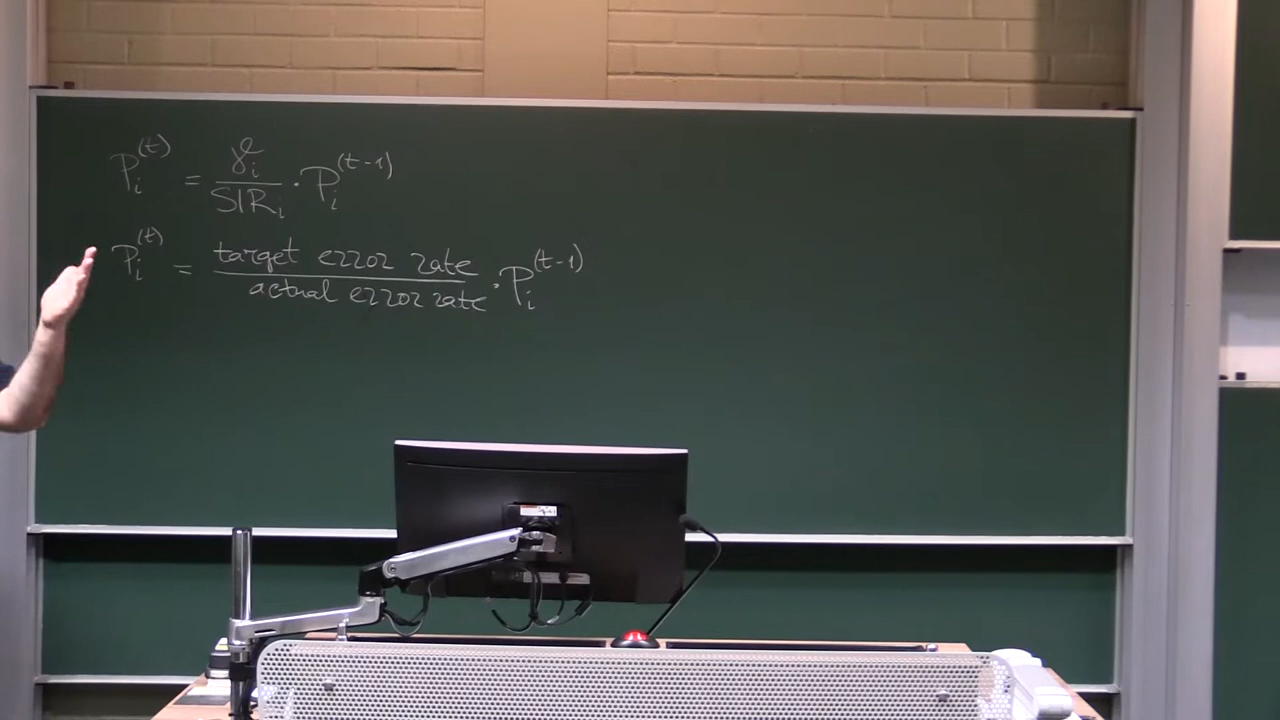 P_i^(t) = γ_i / SIR_i · P_i^(t-1)
P_i^(t) = target error rate / actual error rate · P_i^(t-1)